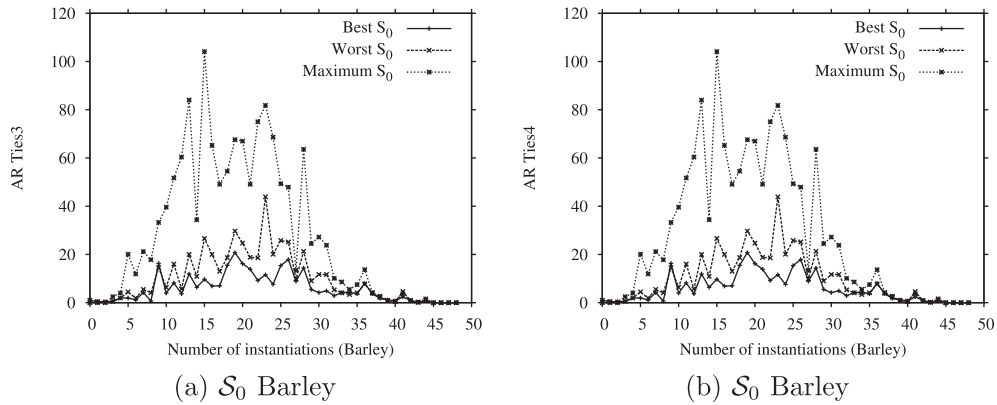 120
100
80
60
40
20
0
AR Ties3
Best S0
Worst S0
Maximum S0
0 5 10 15 20 25 30 35 40 45 50
Number of instantiations (Barley)
(a) S0 Barley
120
100
80
60
40
20
0
AR Ties4
Best S0
Worst S0
Maximum S0
0 5 10 15 20 25 30 35 40 45 50
Number of instantiations (Barley)
(b) S0 Barley